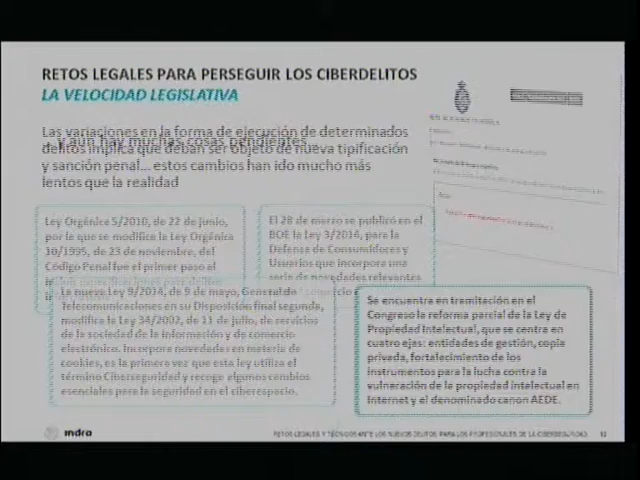 RETOS LEGALES PARA PERSEGUIR LOS CIBERDELITOS
LA VELOCIDAD LEGISLATIVA
Las variaciones en la forma de ejecución de determinados
y aún hay muchas cosas pendientes...
delitos implica que deban ser objeto de nueva tipificación
y sanción penal... estos cambios han ido mucho más
lentos que la realidad
Ley Orgánica 5/2010, de 22 de junio,
por la que se modifica la Ley Orgánica
10/1995, de 23 de noviembre, del
Código Penal fue el primer paso al
El 28 de marzo se publicó en el
BOE la Ley 3/2014, para la
Defensa de Consumidores y
Usuarios que incorpora una
serie de novedades relevantes
La nueva Ley 9/2014, de 9 de mayo, General de
Telecomunicaciones en su Disposición final segunda,
modifica la Ley 34/2002, de 11 de julio, de servicios
de la sociedad de la información y de comercio
electrónico. Incorpora novedades en materia de
cookies, es la primera vez que esta ley utiliza el
término Ciberseguridad y recoge algunos cambios
esenciales para la seguridad en el ciberespacio.
Se encuentra en tramitación en el
Congreso la reforma parcial de la Ley de
Propiedad Intelectual, que se centra en
cuatro ejas: entidades de gestión, copia
privada, fortalecimiento de los
instrumentos para la lucha contra la
vulneración de la propiedad intelectual en
Internet y el denominado canon AEDE.
indra
RETOS LEGALES Y TÉCNICOS ANTE LOS NUEVOS DELITOS PARA LOS PROFESIONALES DE LA CIBERSEGURIDAD